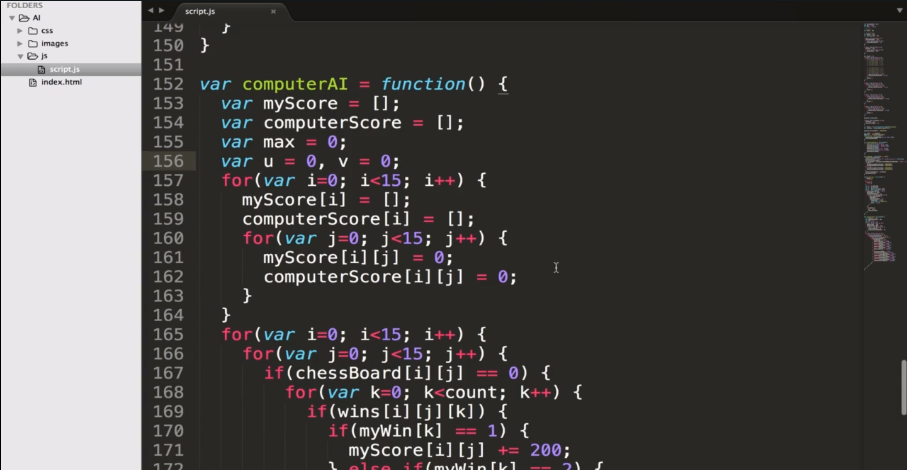 FOLDERS
AI
css
images
js
script.js
index.html
script.js
149 }
150 }
151
152 var computerAI = function() {
153 var myScore = [];
154 var computerScore = [];
155 var max = 0;
156 var u = 0, v = 0;
157 for(var i=0; i<15; i++) {
158 myScore[i] = [];
159 computerScore[i] = [];
160 for(var j=0; j<15; j++) {
161 myScore[i][j] = 0;
162 computerScore[i][j] = 0;
163 }
164 }
165 for(var i=0; i<15; i++) {
166 for(var j=0; j<15; j++) {
167 if(chessBoard[i][j] == 0) {
168 for(var k=0; k<count; k++) {
169 if(wins[i][j][k]) {
170 if(myWin[k] == 1) {
171 myScore[i][j] += 200;
172 } else if(myWin[k] == 2) {